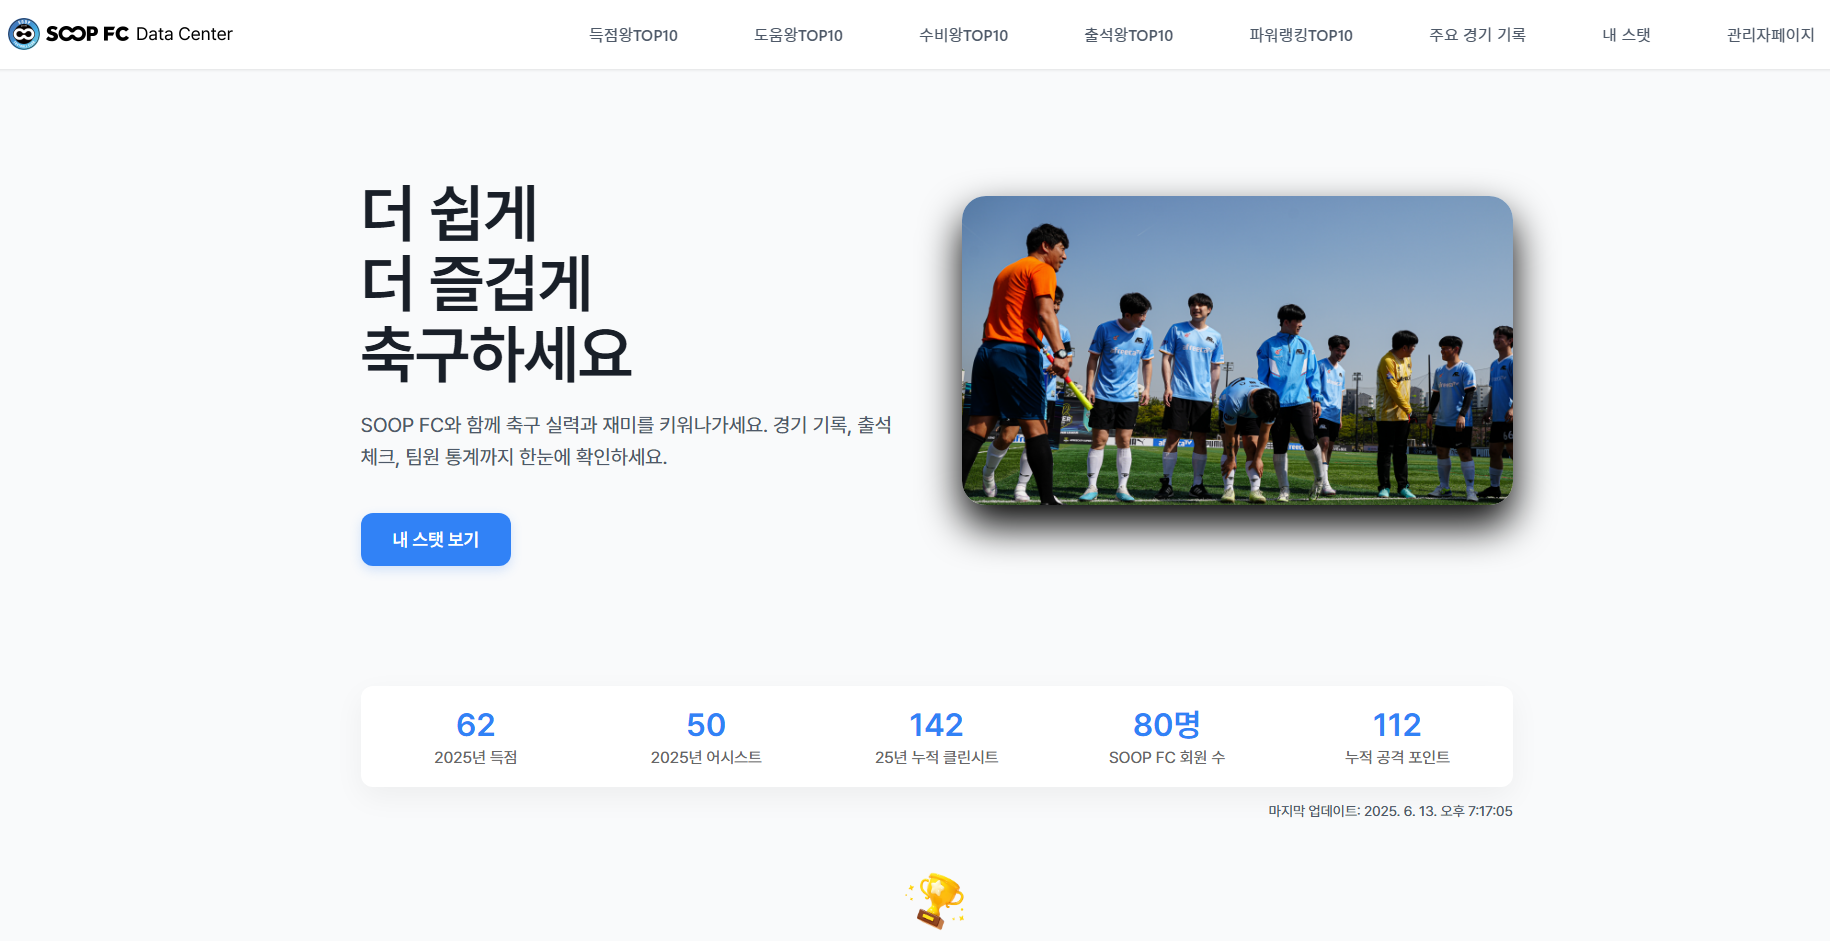 SOOP FC Data Center
득점왕TOP10
도움왕TOP10
수비왕TOP10
출석왕TOP10
파워랭킹TOP10
주요 경기 기록
내 스탯
관리자페이지
더 쉽게
더 즐겁게
축구하세요
SOOP FC와 함께 축구 실력과 재미를 키워나가세요. 경기 기록, 출석
체크, 팀원 통계까지 한눈에 확인하세요.
내 스탯 보기
62
2025년 득점
50
2025년 어시스트
142
25년 누적 클린시트
80명
SOOP FC 회원 수
112
누적 공격 포인트
마지막 업데이트: 2025. 6. 13. 오후 7:17:05